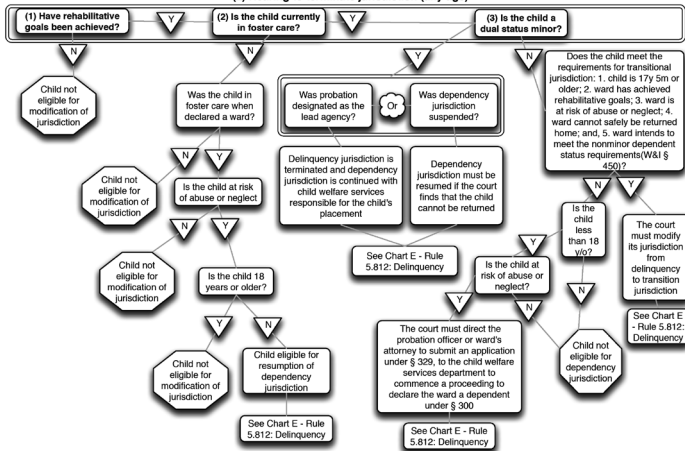 (1) Have rehabilitative
goals been achieved?
Y
(2) Is the child currently
in foster care?
Y
(3) Is the child a
dual status minor?
N
N
Y
N
Child not
eligible for
modification of
jurisdiction
Was the child in
foster care when
declared a ward?
Was probation
designated as the
lead agency?
Or
Was dependency
jurisdiction
suspended?
Does the child meet
the requirements for transitional
jurisdiction: 1. child is 17y 5m or
older; 2. ward has achieved
rehabilitative goals; 3. ward is
at risk of abuse or neglect; 4.
ward cannot safely be returned
home; and, 5. ward intends to
meet the nonminor dependent
status requirements(W&I §
450)?
N
Y
Child not
eligible for
modification of
jurisdiction
Is the child at risk
of abuse or neglect
Delinquency jurisdiction is
terminated and dependency
jurisdiction is continued with
child welfare services
responsible for the child's
placement
Dependency
jurisdiction must be
resumed if the court
finds that the child
cannot be returned
N
Y
N
Y
Is the
child
less
than 18
y/o?
The court
must modify
its jurisdiction
from
delinquency
to transition
jurisdiction
See Chart E - Rule
5.812: Delinquency
Y
N
Child not
eligible for
modification of
jurisdiction
Is the child 18
years or older?
Is the child at
risk of abuse or
neglect?
Y
N
Y
N
See Chart E
- Rule 5.812:
Delinquency
Child not
eligible for
modification of
jurisdiction
Child eligible for
resumption of
dependency
jurisdiction
The court must direct the
probation officer or ward's
attorney to submit an application
under § 329, to the child welfare
services department to
commence a proceeding to
declare the ward a dependent
under § 300
Child not
eligible for
dependency
jurisdiction
See Chart E - Rule
5.812: Delinquency
See Chart E - Rule
5.812: Delinquency